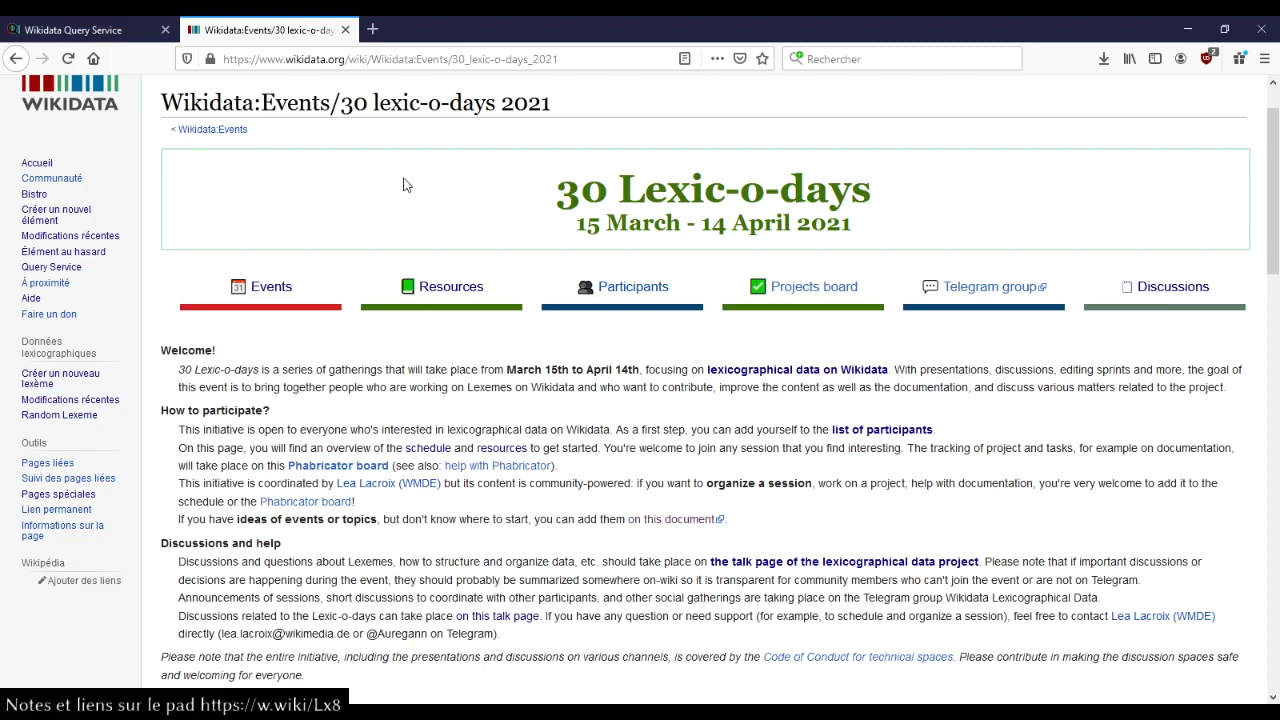 Wikidata Query Service
Wikidata:Events/30 lexic-o-da
https://www.wikidata.org/wiki/Wikidata:Events/30_lexic-o-days_2021
Rechercher
2
WIKIDATA
Accueil
Communauté
Bistro
Créer un nouvel
élément
Modifications récentes
Élément au hasard
Query Service
À proximité
Aide
Faire un don
Données
lexicographiques
Créer un nouveau
lexème
Modifications récentes
Random Lexeme
Outils
Pages liées
Suivi des pages liées
Pages spéciales
Lien permanent
Informations sur la
page
Wikipédia
Ajouter des liens
Wikidata:Events/30 lexic-o-days 2021
< Wikidata:Events
30 Lexic-o-days
15 March - 14 April 2021
31 Events
Resources
Participants
Projects board
Telegram group
Discussions
Welcome!
30 Lexic-o-days is a series of gatherings that will take place from March 15th to April 14th, focusing on lexicographical data on Wikidata. With presentations, discussions, editing sprints and more, the goal of
this event is to bring together people who are working on Lexemes on Wikidata and who want to contribute, improve the content as well as the documentation, and discuss various matters related to the project.
How to participate?
This initiative is open to everyone who's interested in lexicographical data on Wikidata. As a first step, you can add yourself to the list of participants.
On this page, you will find an overview of the schedule and resources to get started. You're welcome to join any session that you find interesting. The tracking of project and tasks, for example on documentation,
will take place on this Phabricator board (see also: help with Phabricator).
This initiative is coordinated by Lea Lacroix (WMDE) but its content is community-powered: if you want to organize a session, work on a project, help with documentation, you're very welcome to add it to the
schedule or the Phabricator board!
If you have ideas of events or topics, but don't know where to start, you can add them on this document.
Discussions and help
Discussions and questions about Lexemes, how to structure and organize data, etc. should take place on the talk page of the lexicographical data project. Please note that if important discussions or
decisions are happening during the event, they should probably be summarized somewhere on-wiki so it is transparent for community members who can't join the event or are not on Telegram.
Announcements of sessions, short discussions to coordinate with other participants, and other social gatherings are taking place on the Telegram group Wikidata Lexicographical Data.
Discussions related to the Lexic-o-days can take place on this talk page. If you have any question or need support (for example, to schedule and organize a session), feel free to contact Lea Lacroix (WMDE)
directly (lea.lacroix@wikimedia.de or @Auregann on Telegram).
Please note that the entire initiative, including the presentations and discussions on various channels, is covered by the Code of Conduct for technical spaces. Please contribute in making the discussion spaces safe
and welcoming for everyone.
Notes et liens sur le pad https://w.wiki/Lx8